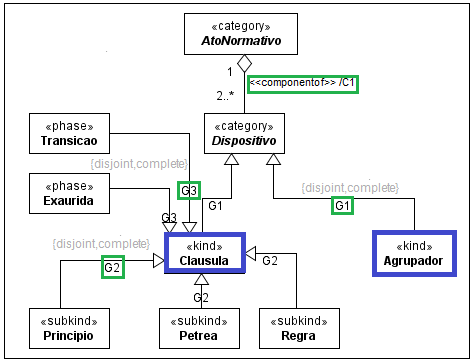 «category»
AtoNormativo
1
<<componentof>> /C1
2..*
«phase»
Transicao
«category»
Dispositivo
{disjoint,complete}
G3
{disjoint,complete}
«phase»
Exaurida
G1
G1
G3
{disjoint,complete}
«kind»
Clausula
«kind»
Agrupador
G2
G2
G2
«subkind»
Principio
«subkind»
Petrea
«subkind»
Regra